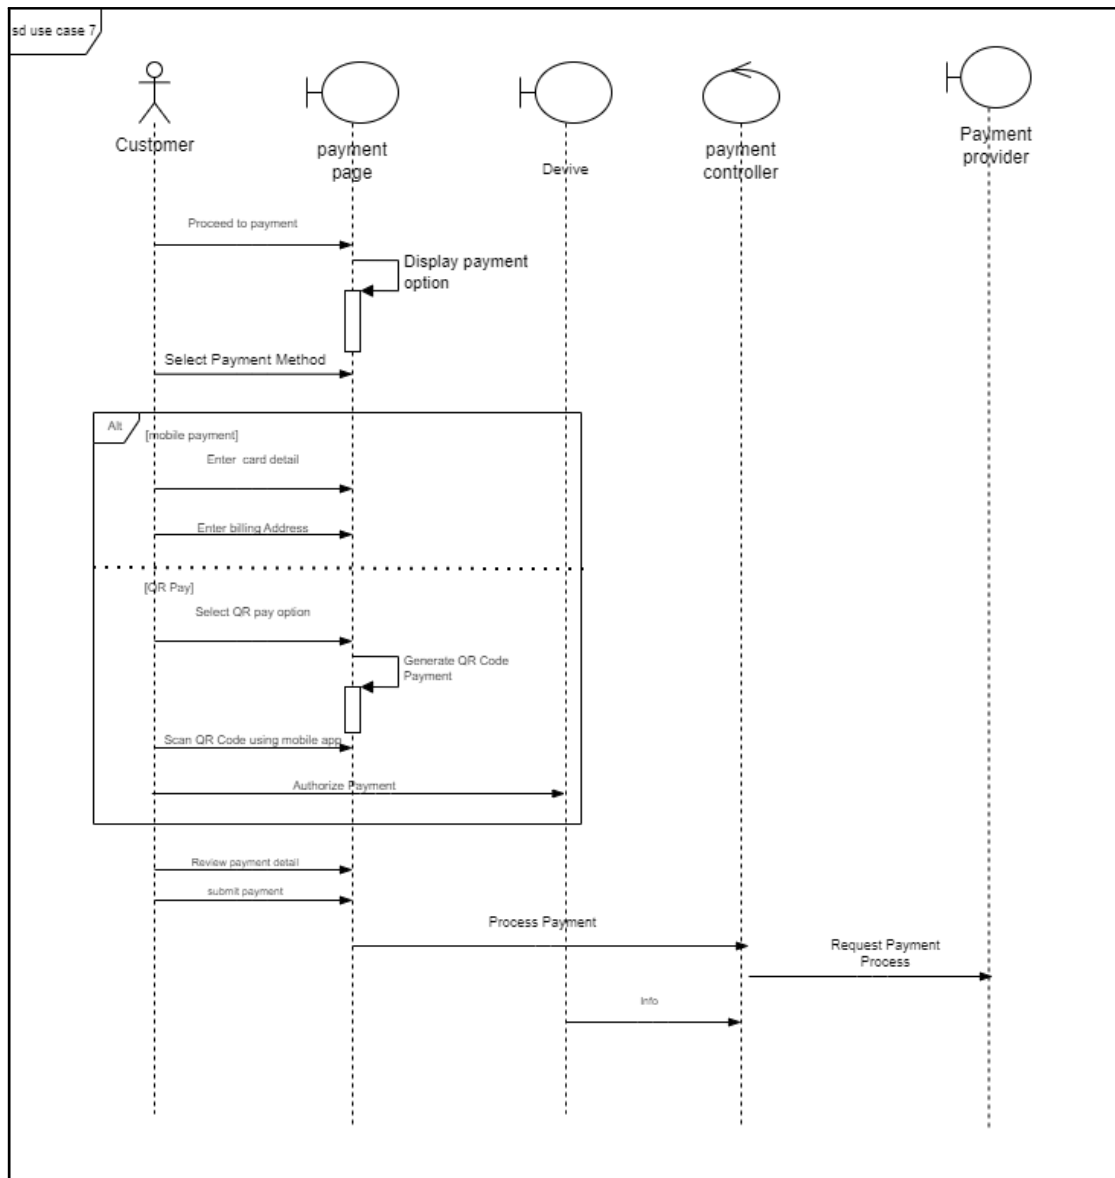 sd use case 7
Customer
payment
page
Devive
payment
controller
Payment
provider
Proceed to payment
Display payment
option
Select Payment Method
Alt
[mobile payment]
Enter card detail
Enter billing Address
[QR Pay]
Select QR pay option
Generate QR Code
Payment
Scan QR Code using mobile app
Authorize Payment
Review payment detail
submit payment
Process Payment
Request Payment
Process
Info